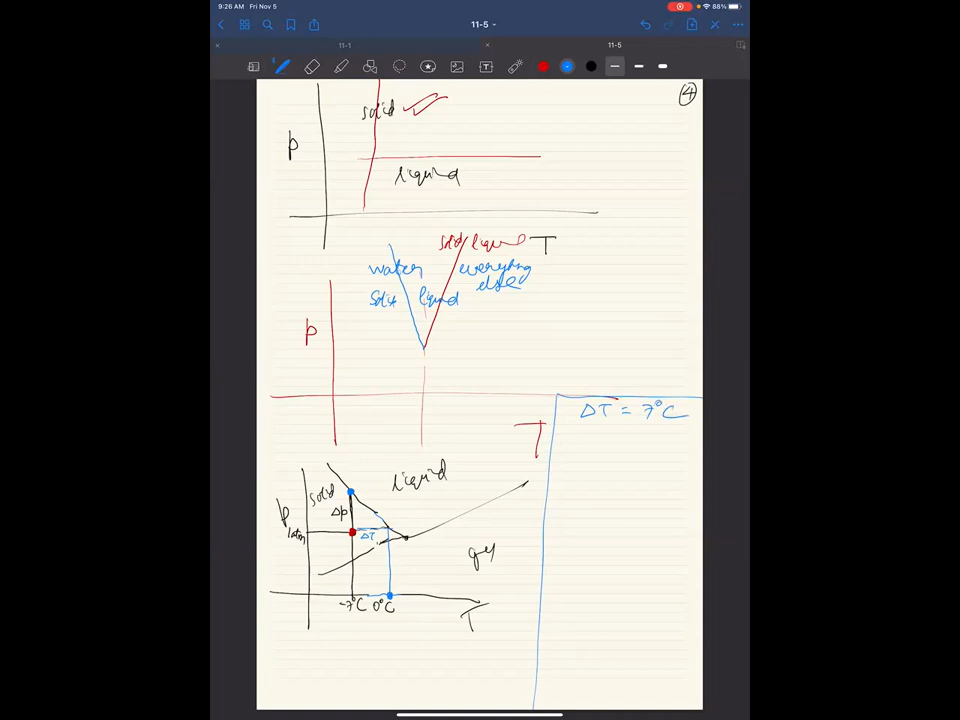 9:26 AM Fri Nov 5
88%
11-5
11-1
11-5
4
solid
p
liquid
solid liquid T
water everything
else
solid liquid
p
ΔT = 7°C
T
liquid
solid
Δp
P
1atm
ΔT
gas
-7°C 0°C
T